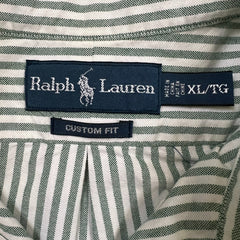 Ralph Lauren
XL/TG
CUSTOM FIT